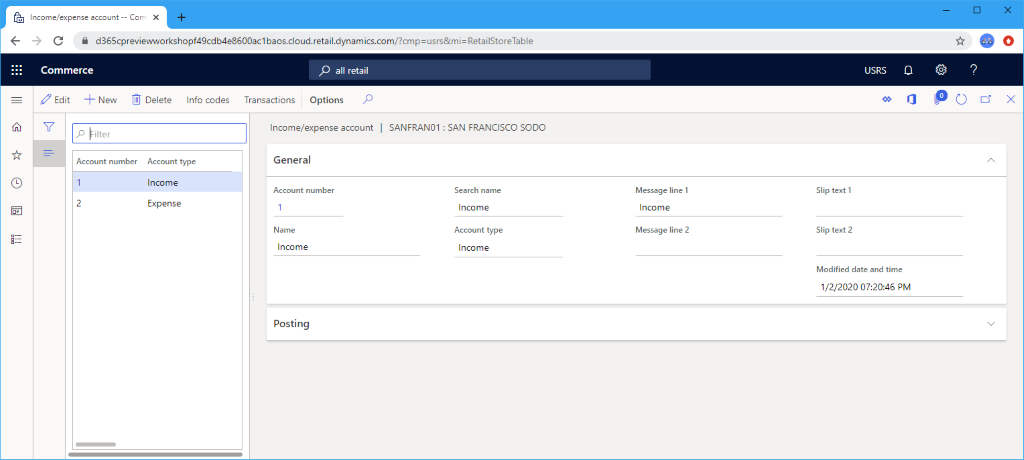 Income/expense account -- Com
d365cpreviewworkshopf49cdb4e8600ac1baos.cloud.retail.dynamics.com/?cmp=usrs&mi=RetailStoreTable
Commerce
all retail
USRS
?
Edit
New
Delete
Info codes
Transactions
Options
0
Filter
Account number Account type
1 Income
2 Expense
Income/expense account | SANFRAN01 : SAN FRANCISCO SODO
General
Account number
1
Name
Income
Search name
Income
Account type
Income
Message line 1
Income
Message line 2
Slip text 1
Slip text 2
Modified date and time
1/2/2020 07:20:46 PM
Posting